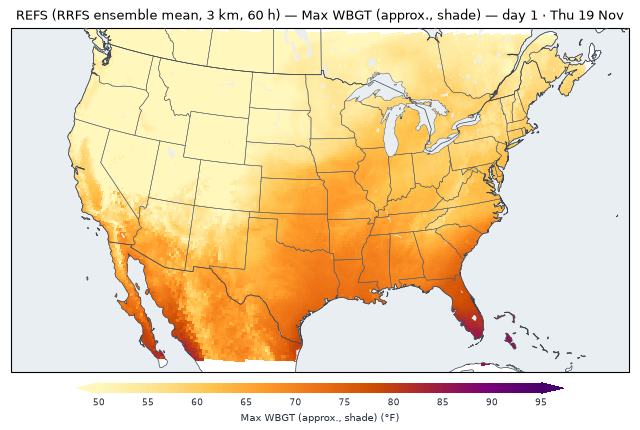 REFS (RRFS ensemble mean, 3 km, 60 h) — Max WBGT (approx., shade) — day 1 · Thu 19 Nov
50 55 60 65 70 75 80 85 90 95
Max WBGT (approx., shade) (°F)